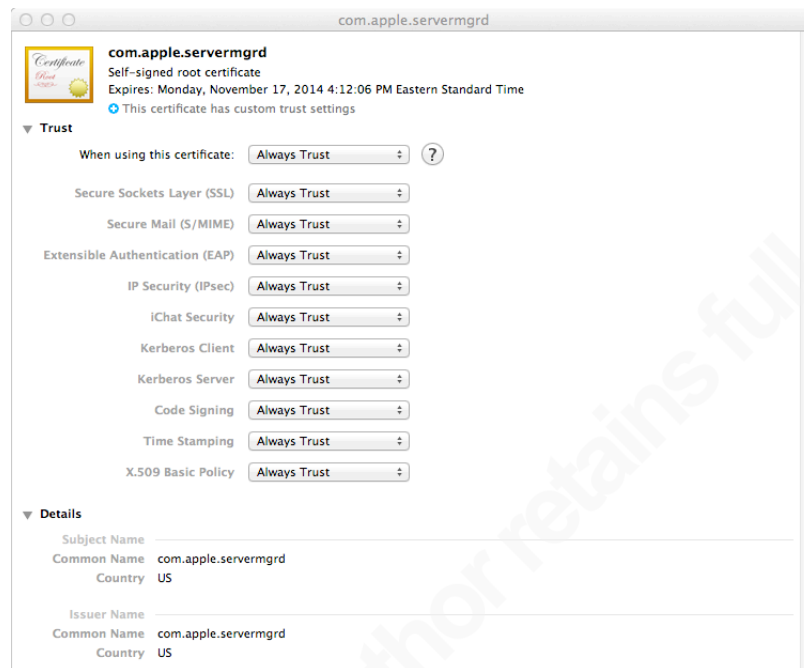 com.apple.servermgrd
Certificate
Root
com.apple.servermgrd
Self-signed root certificate
Expires: Monday, November 17, 2014 4:12:06 PM Eastern Standard Time
This certificate has custom trust settings
Trust
When using this certificate: Always Trust ?
Secure Sockets Layer (SSL) Always Trust
Secure Mail (S/MIME) Always Trust
Extensible Authentication (EAP) Always Trust
IP Security (IPsec) Always Trust
iChat Security Always Trust
Kerberos Client Always Trust
Kerberos Server Always Trust
Code Signing Always Trust
Time Stamping Always Trust
X.509 Basic Policy Always Trust
Details
Subject Name
Common Name com.apple.servermgrd
Country US
Issuer Name
Common Name com.apple.servermgrd
Country US
thor retains full